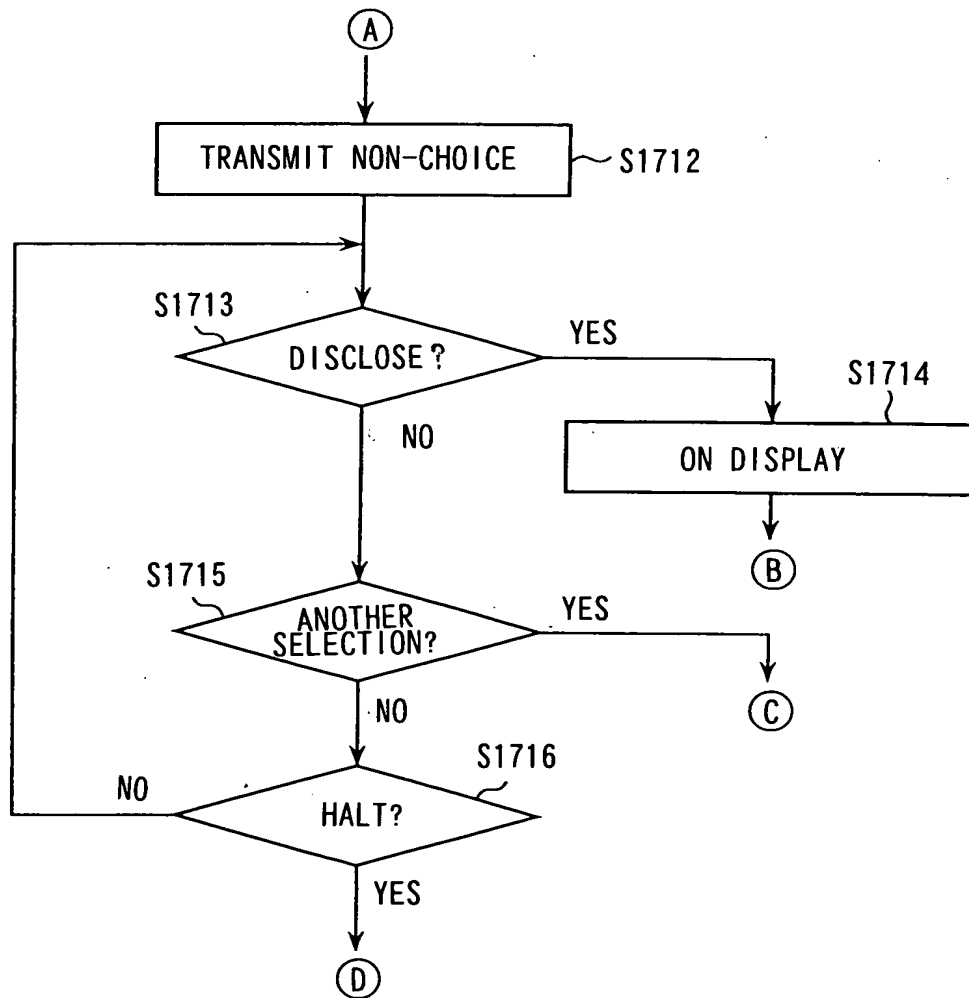 A
TRANSMIT NON-CHOICE
S1712
S1713
DISCLOSE?
YES
S1714
NO
ON DISPLAY
B
S1715
ANOTHER
SELECTION?
YES
NO
C
S1716
NO
HALT?
YES
D